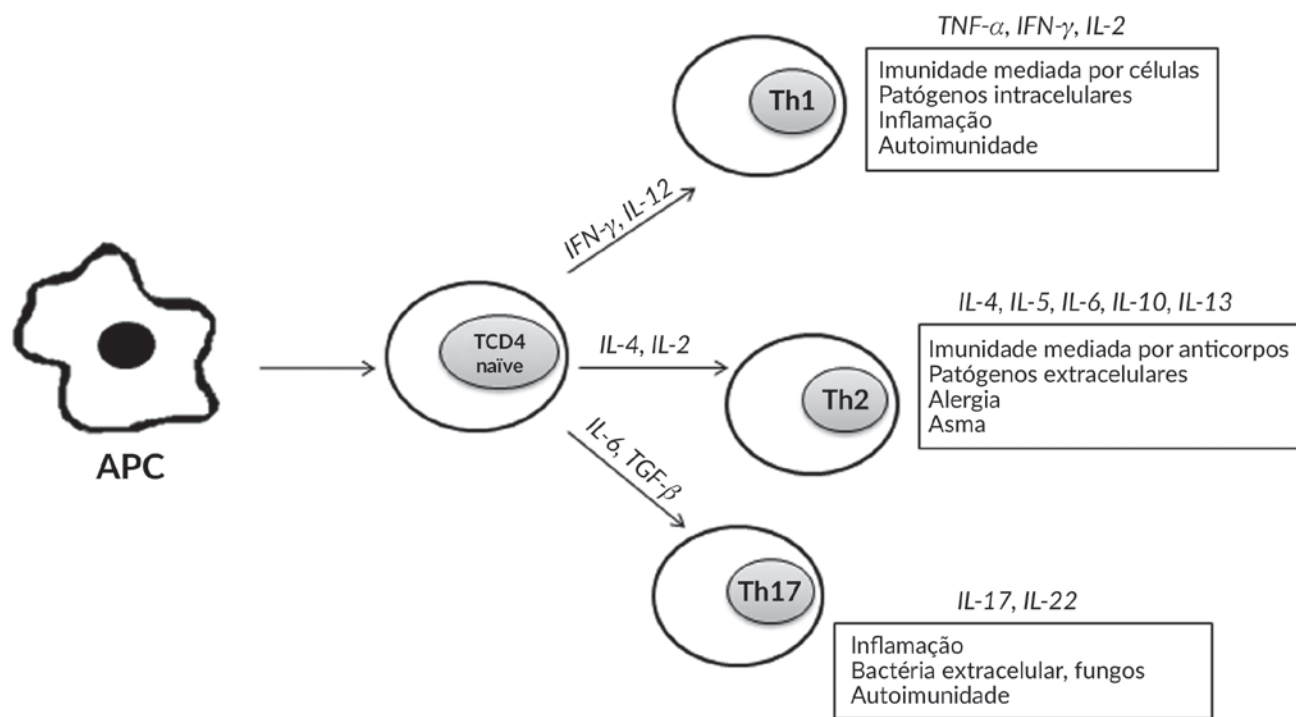 TNF-α, IFN-γ, IL-2
Th1
Imunidade mediada por células
Patógenos intracelulares
Inflamação
Autoimunidade
IFN-γ, IL-12
APC
TCD4
naïve
IL-4, IL-2
Th2
IL-4, IL-5, IL-6, IL-10, IL-13
Imunidade mediada por anticorpos
Patógenos extracelulares
Alergia
Asma
IL-6, TGF-β
Th17
IL-17, IL-22
Inflamação
Bactéria extracelular, fungos
Autoimunidade